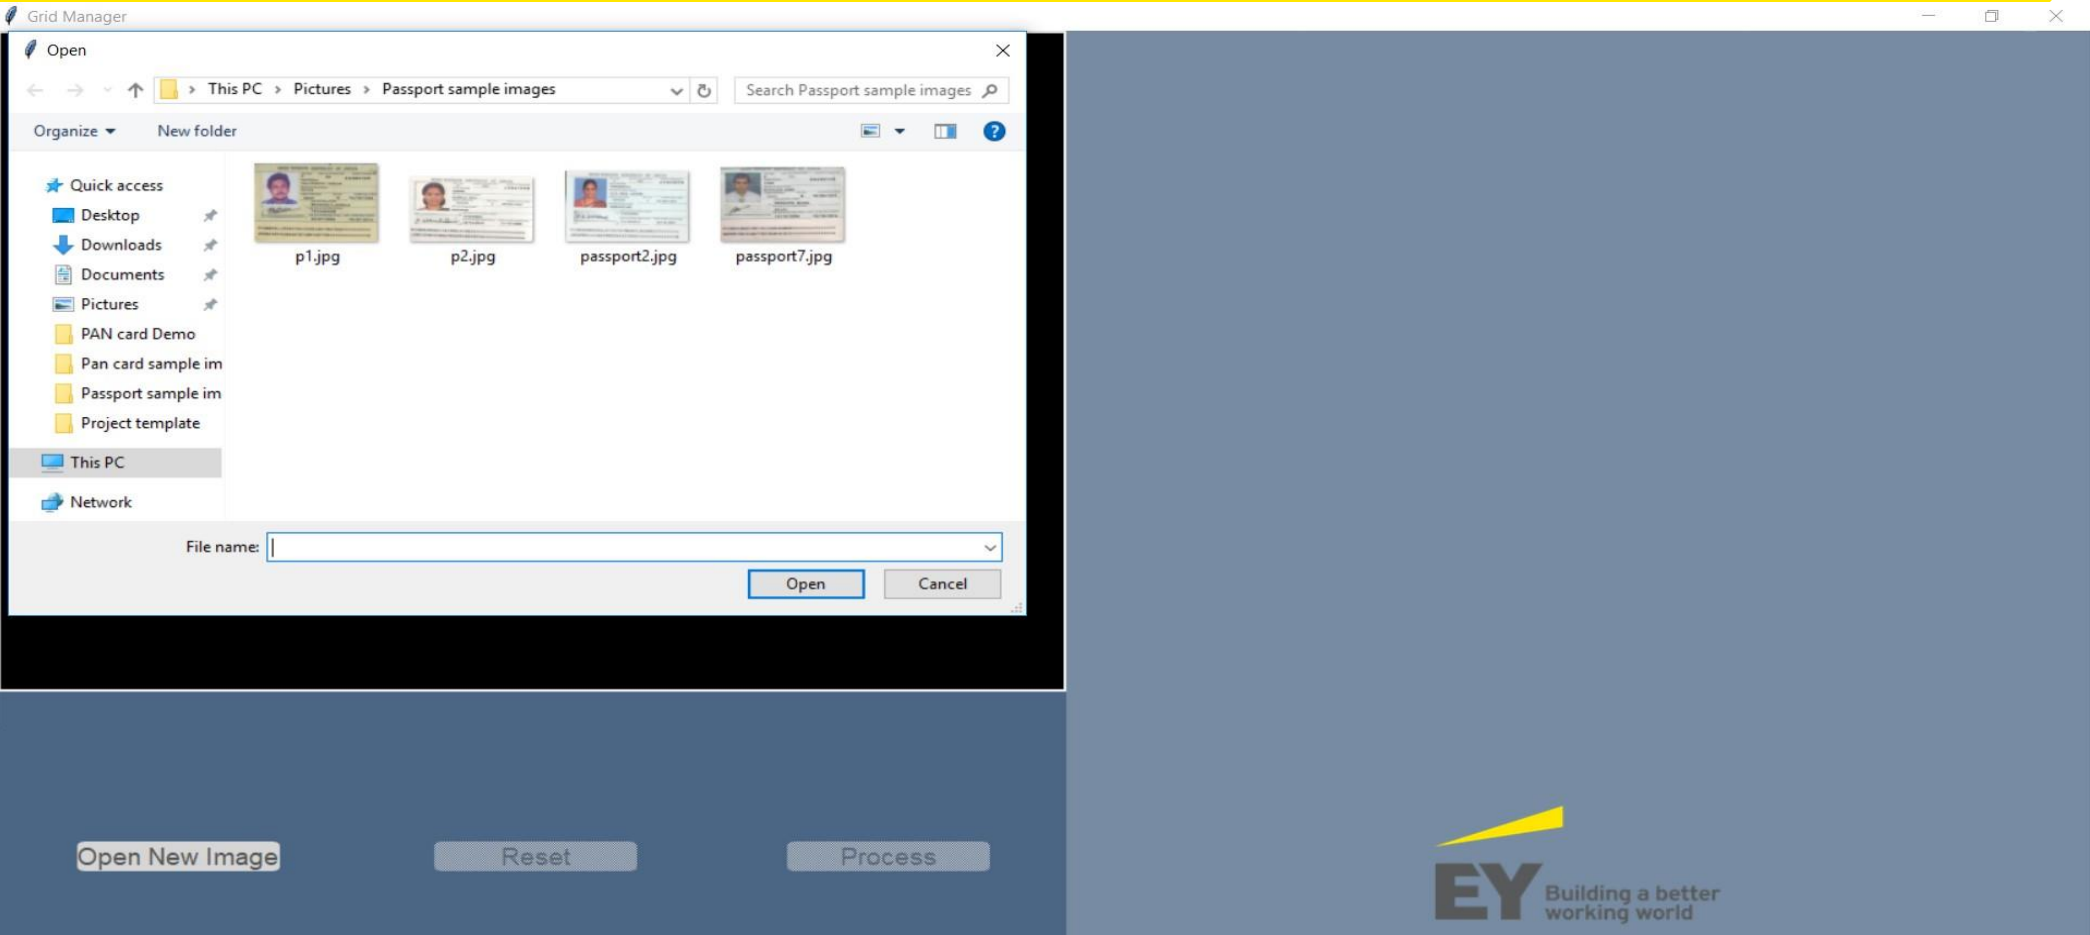 Grid Manager
Open
This PC > Pictures > Passport sample images
Search Passport sample images
Organize
New folder
Quick access
Desktop
Downloads
Documents
Pictures
PAN card Demo
Pan card sample im
Passport sample im
Project template
This PC
Network
p1.jpg
p2.jpg
passport2.jpg
passport7.jpg
File name:
Open
Cancel
Open New Image
Reset
Process
EY
Building a better
working world